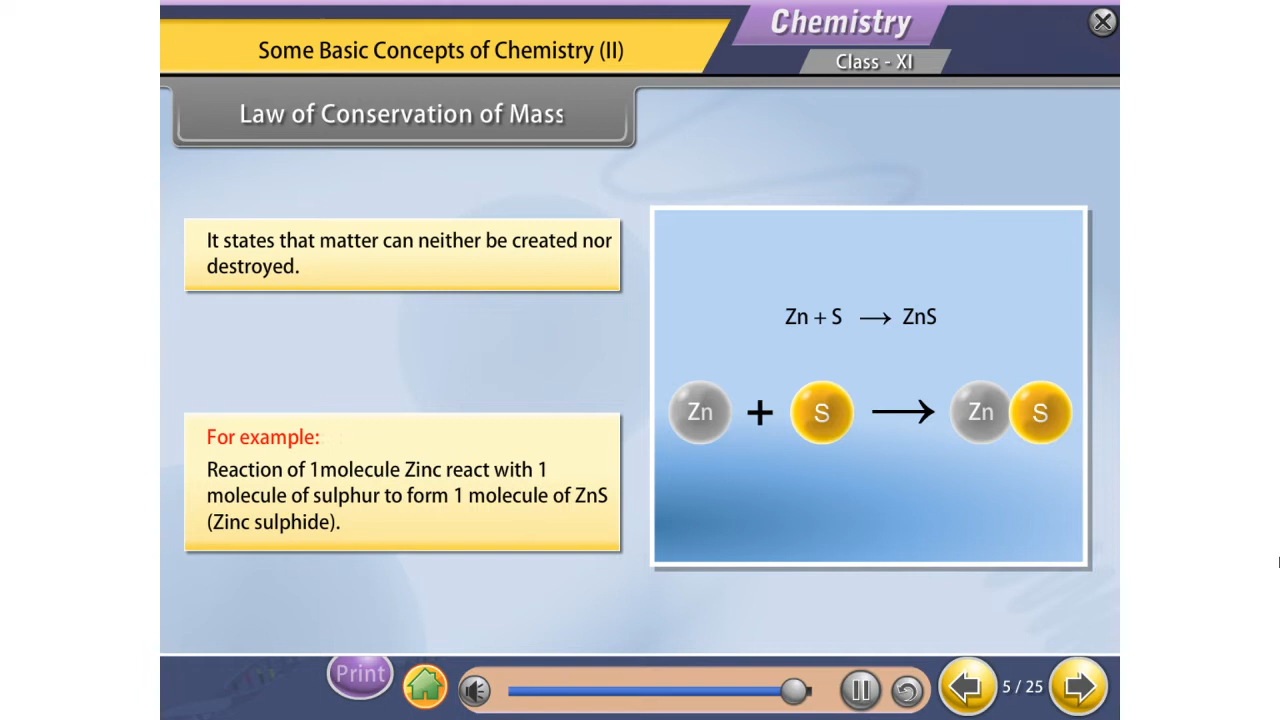 Chemistry
Some Basic Concepts of Chemistry (II)
Class - XI
Law of Conservation of Mass
It states that matter can neither be created nor
destroyed.
Zn + S ⟶ ZnS
Zn + S ⟶ Zn S
For example:
Reaction of 1molecule Zinc react with 1
molecule of sulphur to form 1 molecule of ZnS
(Zinc sulphide).
Print
5 / 25